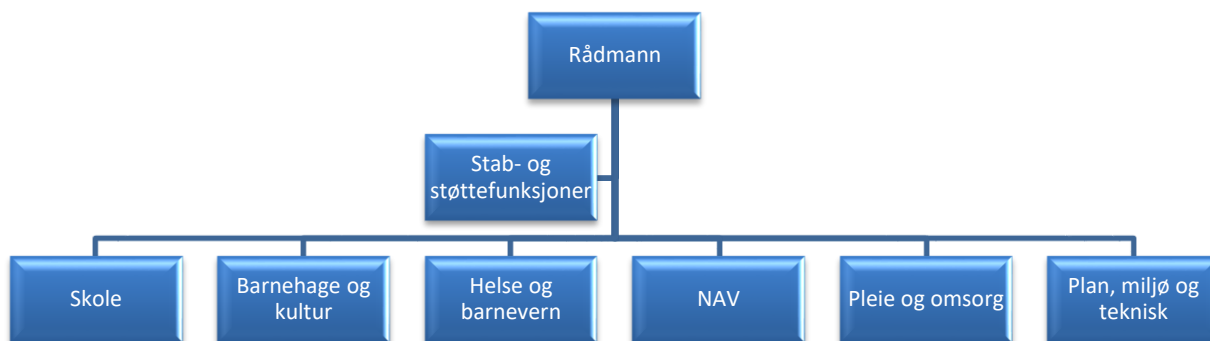 Rådmann
Stab- og
støttefunksjoner
Skole
Barnehage og
kultur
Helse og
barnevern
NAV
Pleie og omsorg
Plan, miljø og
teknisk